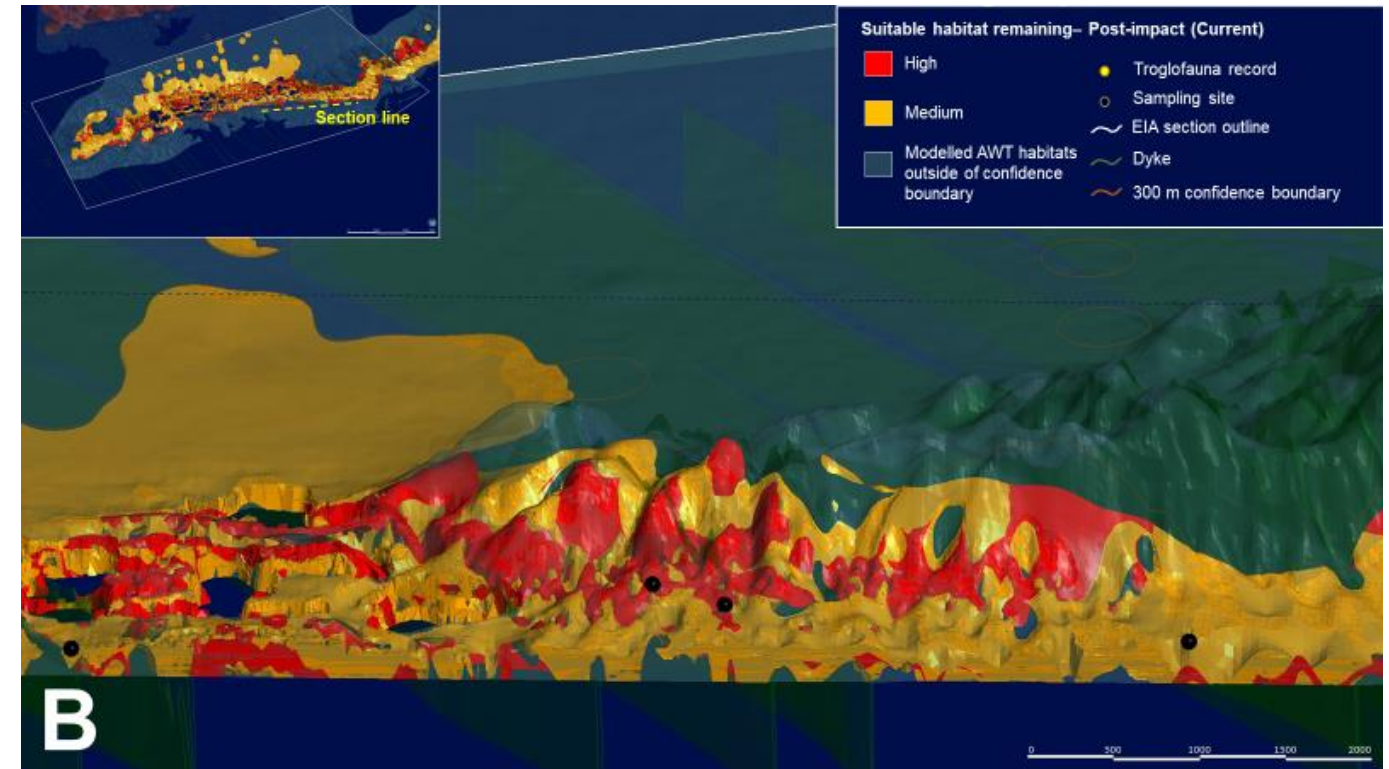 Section line
Suitable habitat remaining– Post-impact (Current)
High
Medium
Modelled AWT habitats
outside of confidence
boundary
Troglofauna record
Sampling site
EIA section outline
Dyke
300 m confidence boundary
B
0 500 1000 1500 2000